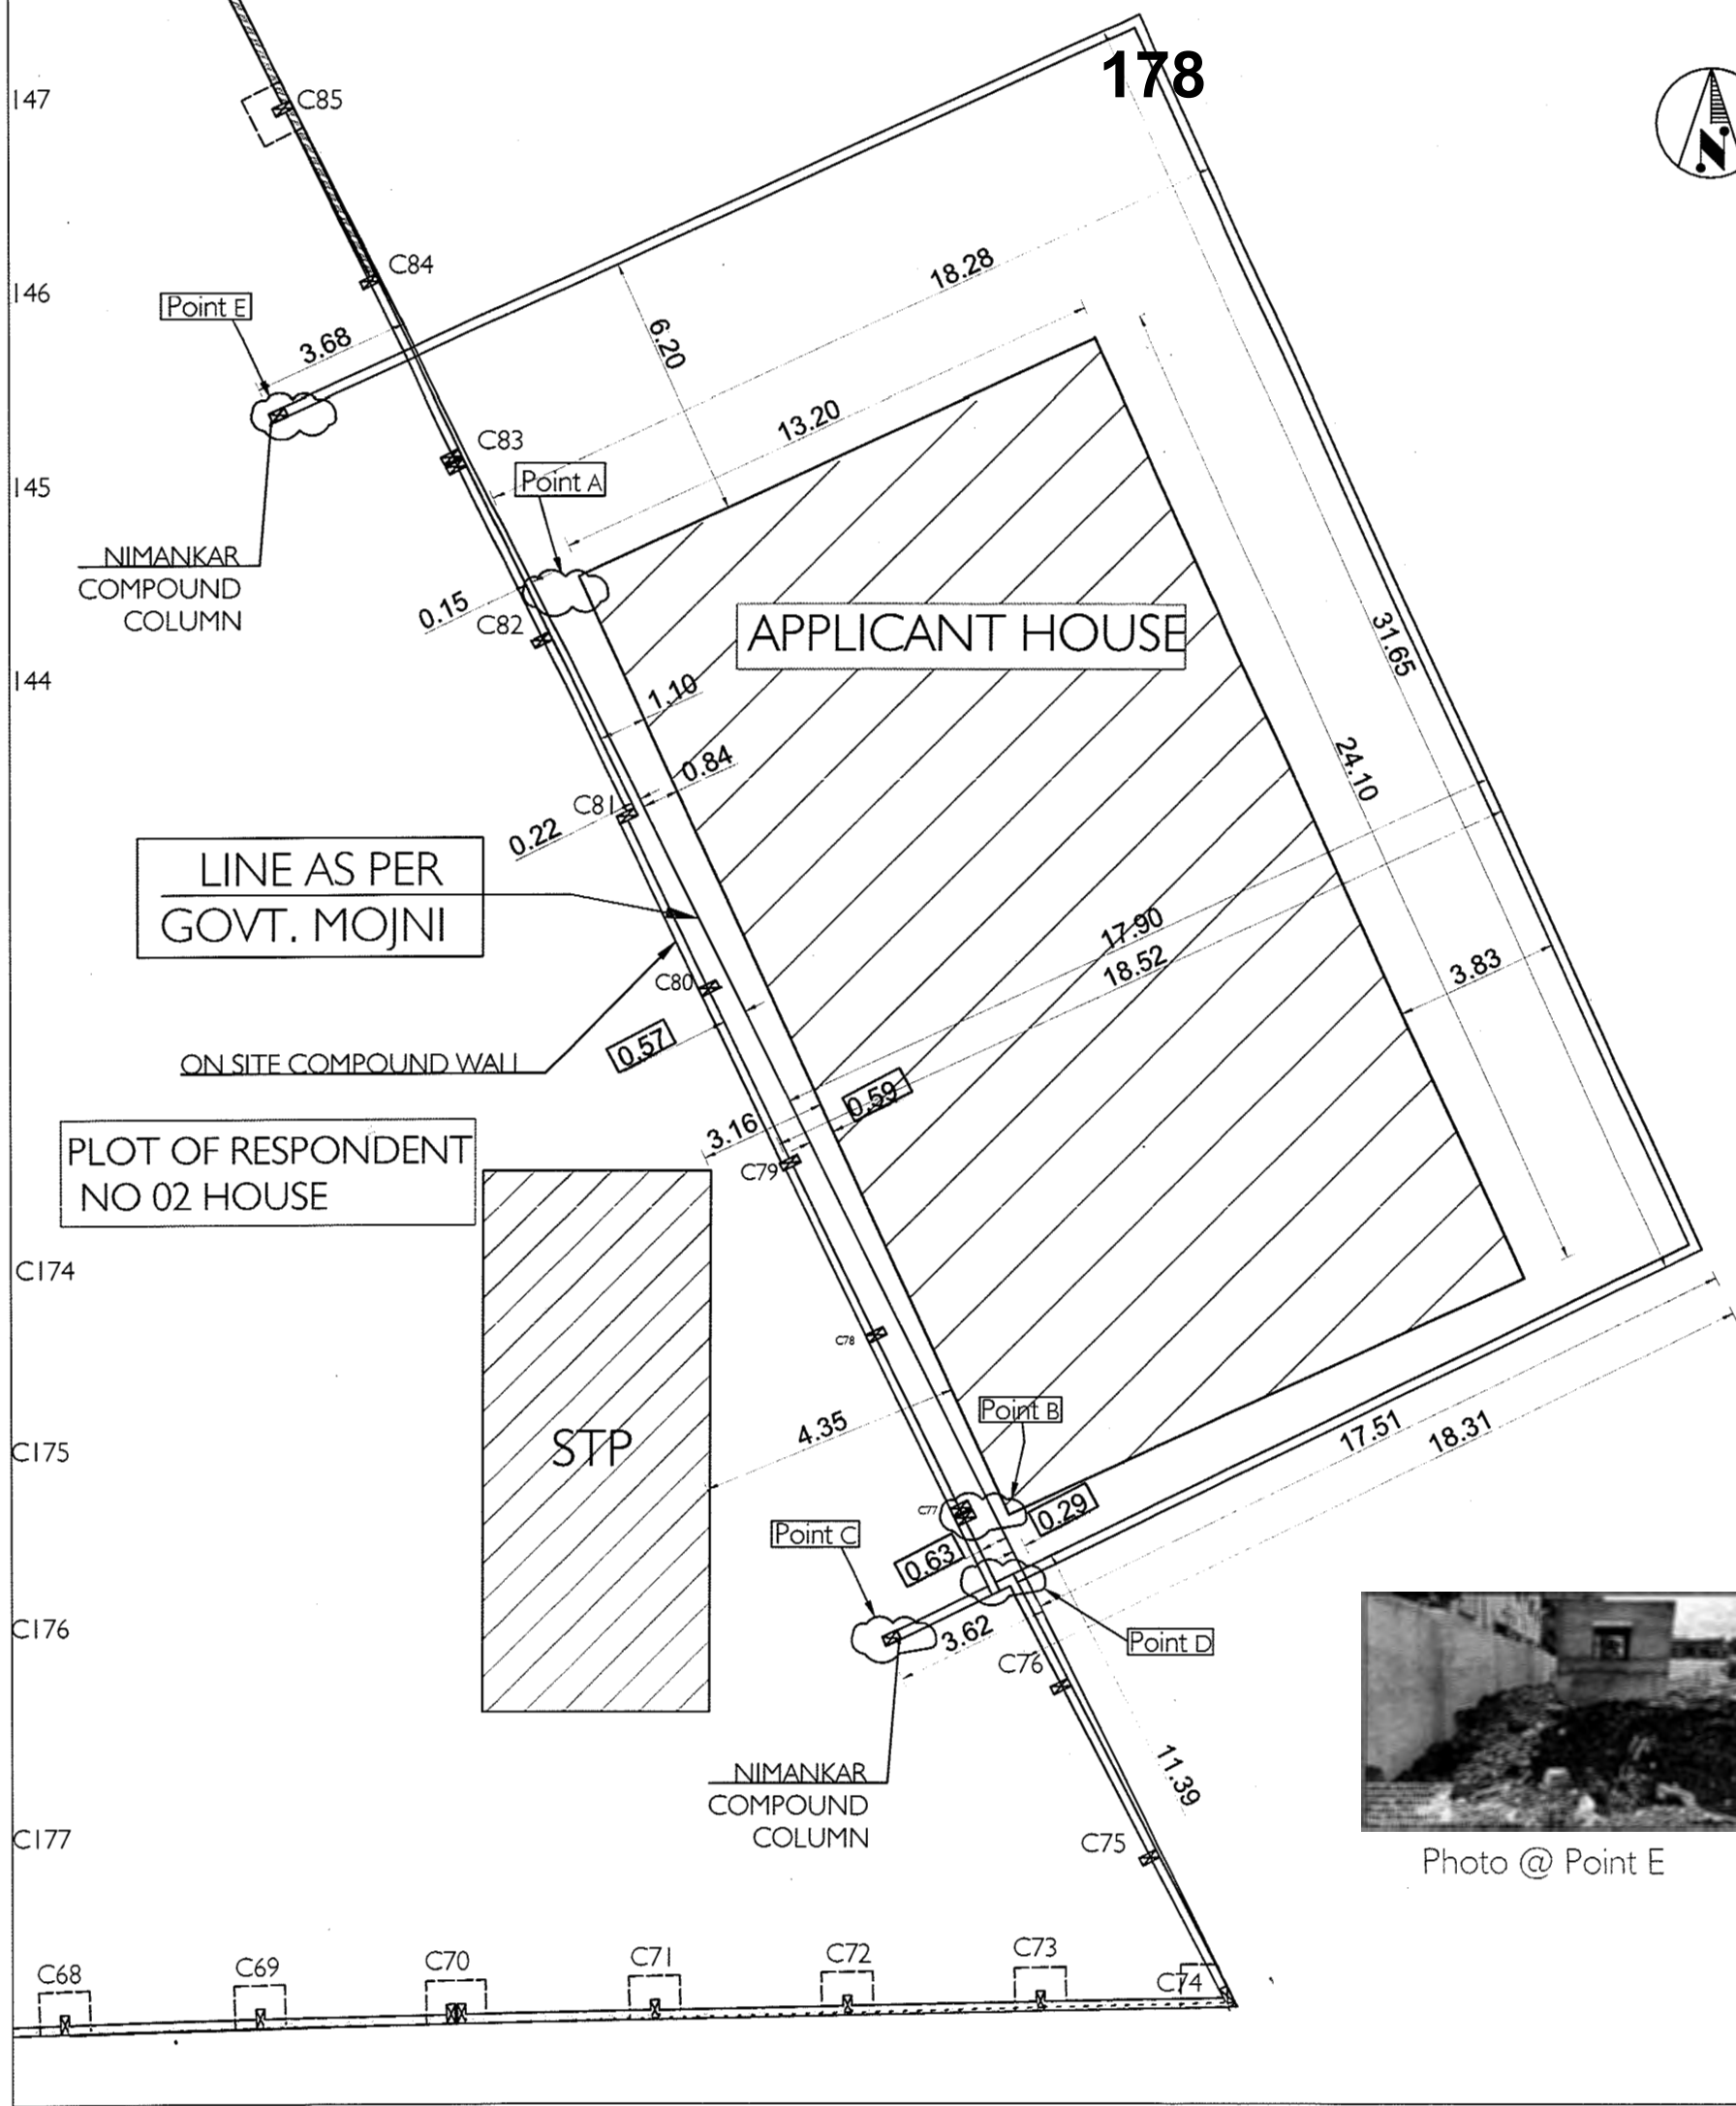 178
147
C85
N
C84
146
Point E
18.28
3.68
6.20
13.20
C83
145
Point A
NIMANKAR
COMPOUND
COLUMN
0.15
C82
APPLICANT HOUSE
31.65
144
1.10
0.84
24.10
C81
0.22
LINE AS PER
GOVT. MOJNI
17.90
18.52
3.83
C80
0.57
ON SITE COMPOUND WALL
0.59
3.16
PLOT OF RESPONDENT
NO 02 HOUSE
C79
C174
C78
4.35
Point B
17.51
18.31
C175
STP
C77
0.29
Point C
0.63
C176
3.62
Point D
C76
NIMANKAR
COMPOUND
COLUMN
11.39
C177
C75
Photo @ Point E
C68
C69
C70
C71
C72
C73
C74